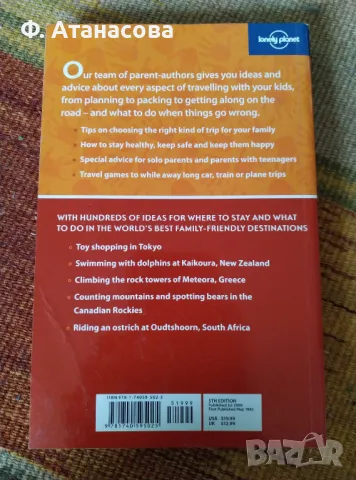 Ф. Атанасова
lonely planet
Our team of parent-authors gives you ideas and
advice about every aspect of travelling with your kids,
from planning to packing to getting along on the
road – and what to do when things go wrong.
• Tips on choosing the right kind of trip for your family
• How to stay healthy, keep safe and keep them happy
• Special advice for solo parents and parents with teenagers
• Travel games to while away long car, train or plane trips
WITH HUNDREDS OF IDEAS FOR WHERE TO STAY AND WHAT
TO DO IN THE WORLD'S BEST FAMILY-FRIENDLY DESTINATIONS
• Toy shopping in Tokyo
• Swimming with dolphins at Kaikoura, New Zealand
• Climbing the rock towers of Meteora, Greece
• Counting mountains and spotting bears in the
Canadian Rockies
• Riding an ostrich at Oudtshoorn, South Africa
51999
5TH EDITION
USA $19.99
UK £12.99
bazar.bg